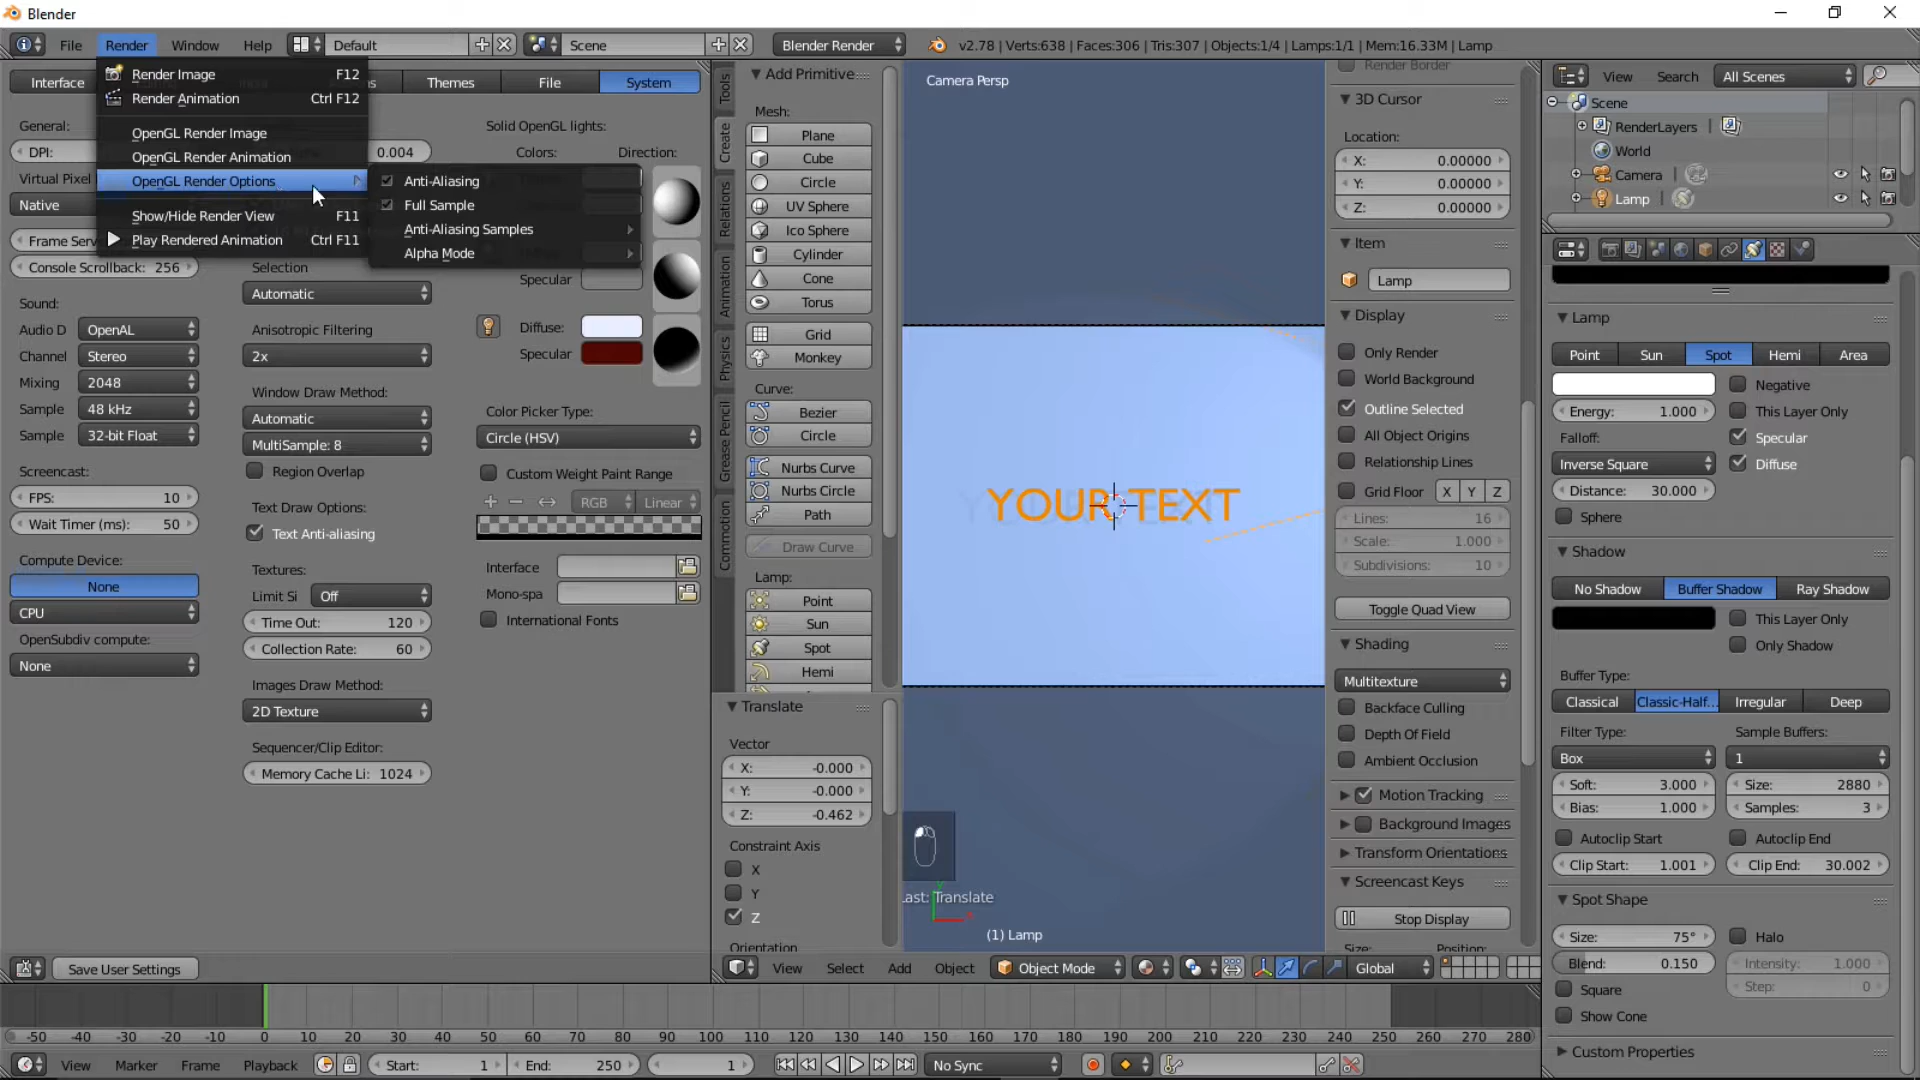 Blender
File Render Window Help Default Scene Blender Render v2.78 | Verts:638 | Faces:306 | Tris:307 | Objects:1/4 | Lamps:1/1 | Mem:16.33M | Lamp
Interface Themes File System
Render Image F12
Render Animation Ctrl F12
OpenGL Render Image
OpenGL Render Animation
OpenGL Render Options
Show/Hide Render View F11
Play Rendered Animation Ctrl F11
Anti-Aliasing
Full Sample
Anti-Aliasing Samples
Alpha Mode
General:
DPI:
0.004
Virtual Pixel
Native
Frame Serv
Console Scrollback: 256
Sound:
Audio D OpenAL
Channel Stereo
Mixing 2048
Sample 48 kHz
Sample 32-bit Float
Screencast:
FPS: 10
Wait Timer (ms): 50
Compute Device:
None
CPU
OpenSubdiv compute:
None
Selection
Automatic
Anisotropic Filtering
2x
Window Draw Method:
Automatic
MultiSample: 8
Region Overlap
Text Draw Options:
Text Anti-aliasing
Textures:
Limit Si Off
Time Out: 120
Collection Rate: 60
Images Draw Method:
2D Texture
Sequencer/Clip Editor:
Memory Cache Li: 1024
Solid OpenGL lights:
Colors: Direction:
Specular
Diffuse:
Specular
Color Picker Type:
Circle (HSV)
Custom Weight Paint Range
RGB Linear
Interface
Mono-spa
International Fonts
Save User Settings
Tools
Create
Relations
Animation
Physics
Grease Pencil
Commotion
Add Primitive
Mesh:
Plane
Cube
Circle
UV Sphere
Ico Sphere
Cylinder
Cone
Torus
Grid
Monkey
Curve:
Bezier
Circle
Nurbs Curve
Nurbs Circle
Path
Draw Curve
Lamp:
Point
Sun
Spot
Hemi
Translate
Vector
X: -0.000
Y: -0.000
Z: -0.462
Constraint Axis
X
Y
Z
Orientation
Camera Persp
YOUR TEXT
Last: Translate
(1) Lamp
View Select Add Object Object Mode Global
Render Border
3D Cursor
Location:
X: 0.00000
Y: 0.00000
Z: 0.00000
Item
Lamp
Display
Only Render
World Background
Outline Selected
All Object Origins
Relationship Lines
Grid Floor X Y Z
Lines: 16
Scale: 1.000
Subdivisions: 10
Toggle Quad View
Shading
Multitexture
Backface Culling
Depth Of Field
Ambient Occlusion
Motion Tracking
Background Images
Transform Orientations
Screencast Keys
Stop Display
Size: Position:
View Search All Scenes
Scene
RenderLayers
World
Camera
Lamp
Lamp
Point Sun Spot Hemi Area
Negative
Energy: 1.000 This Layer Only
Falloff: Specular
Inverse Square Diffuse
Distance: 30.000
Sphere
Shadow
No Shadow Buffer Shadow Ray Shadow
This Layer Only
Only Shadow
Buffer Type:
Classical Classic-Half... Irregular Deep
Filter Type: Sample Buffers:
Box 1
Soft: 3.000 Size: 2880
Bias: 1.000 Samples: 3
Autoclip Start Autoclip End
Clip Start: 1.001 Clip End: 30.002
Spot Shape
Size: 75° Halo
Blend: 0.150 Intensity: 1.000
Square Step: 0
Show Cone
Custom Properties
-50 -40 -30 -20 -10 0 10 20 30 40 50 60 70 80 90 100 110 120 130 140 150 160 170 180 190 200 210 220 230 240 250 260 270 280
View Marker Frame Playback Start: 1 End: 250 1 No Sync